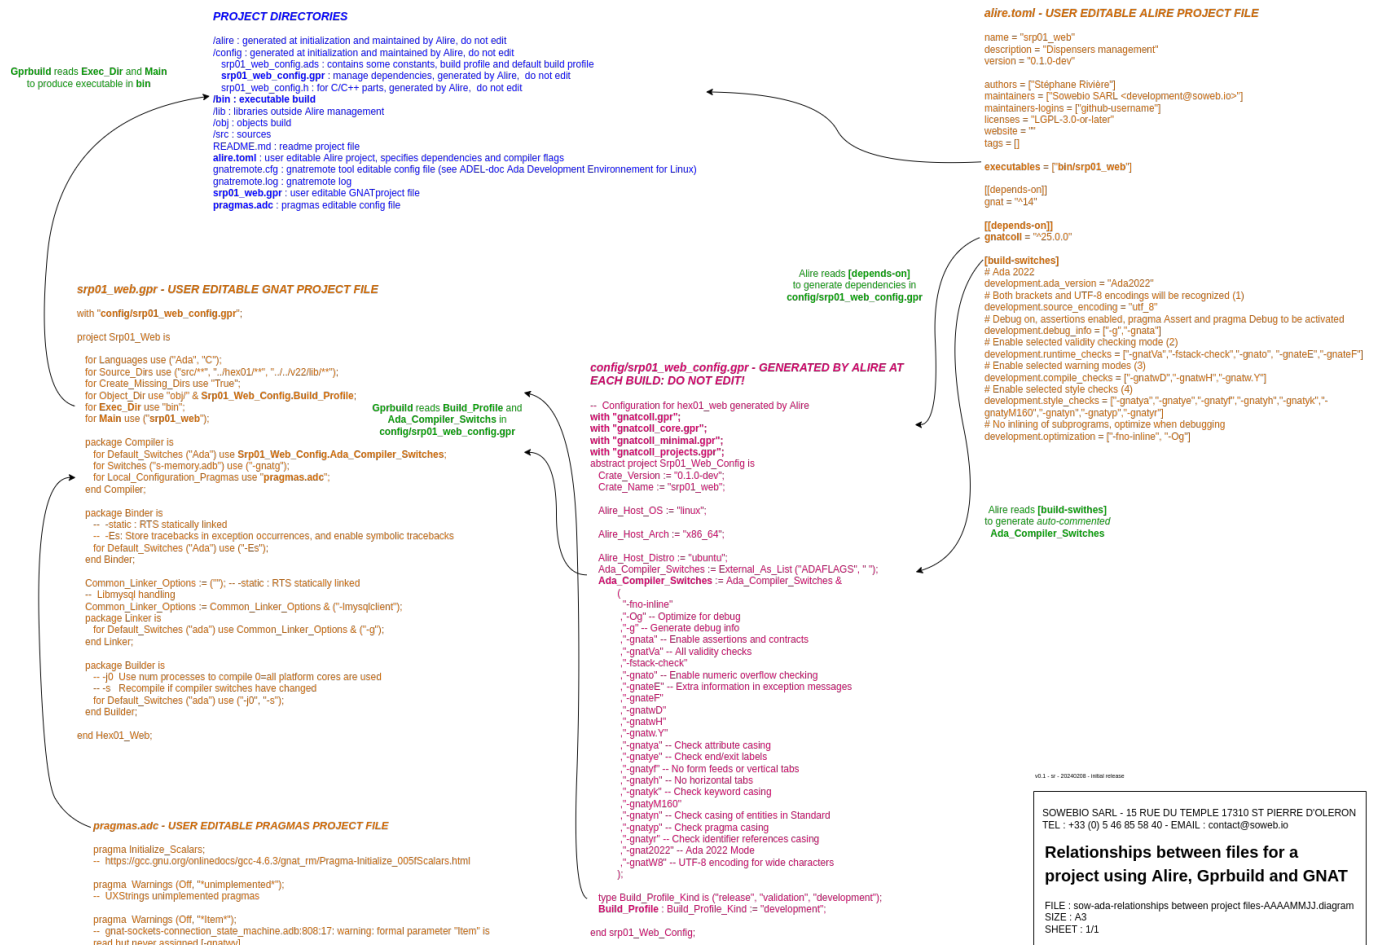 PROJECT DIRECTORIES
/alire : generated at initialization and maintained by Alire, do not edit
/config : generated at initialization and maintained by Alire, do not edit
srp01_web_config.ads : contains some constants, build profile and default build profile
srp01_web_config.gpr : manage dependencies, generated by Alire,  do not edit
srp01_web_config.h : for C/C++ parts, generated by Alire,  do not edit
/bin : executable build
/lib : libraries outside Alire management
/obj : objects build
/src : sources
README.md : readme project file
alire.toml : user editable Alire project, specifies dependencies and compiler flags
gnatremote.cfg : gnatremote tool editable config file (see ADEL-doc Ada Development Environnement for Linux)
gnatremote.log : gnatremote log
srp01_web.gpr : user editable GNATproject file
pragmas.adc : pragmas editable config file
Gprbuild reads Exec_Dir and Main
to produce executable in bin
alire.toml - USER EDITABLE ALIRE PROJECT FILE
name = "srp01_web"
description = "Dispensers management"
version = "0.1.0-dev"
authors = ["Stéphane Rivière"]
maintainers = ["Sowebio SARL <development@soweb.io>"]
maintainers-logins = ["github-username"]
licenses = "LGPL-3.0-or-later"
website = ""
tags = []
executables = ["bin/srp01_web"]
[[depends-on]]
gnat = "^14"
[[depends-on]]
gnatcoll = "^25.0.0"
[build-switches]
# Ada 2022
development.ada_version = "Ada2022"
# Both brackets and UTF-8 encodings will be recognized (1)
development.source_encoding = "utf_8"
# Debug on, assertions enabled, pragma Assert and pragma Debug to be activated
development.debug_info = ["-g","-gnata"]
# Enable selected validity checking mode (2)
development.runtime_checks = ["-gnatVa","-fstack-check","-gnato", "-gnateE","-gnateF"]
# Enable selected warning modes (3)
development.compile_checks = ["-gnatwD","-gnatwH","-gnatw.Y"]
# Enable selected style checks (4)
development.style_checks = ["-gnatya","-gnatye","-gnatyf","-gnatyh","-gnatyk","-
gnatyM160","-gnatyn","-gnatyp","-gnatyr"]
# No inlining of subprograms, optimize when debugging
development.optimization = ["-fno-inline", "-Og"]
Alire reads [depends-on]
to generate dependencies in
config/srp01_web_config.gpr
Alire reads [build-swithes]
to generate auto-commented
Ada_Compiler_Switches
srp01_web.gpr - USER EDITABLE GNAT PROJECT FILE
with "config/srp01_web_config.gpr";
project Srp01_Web is
for Languages use ("Ada", "C");
for Source_Dirs use ("src/**", "../hex01/**", "../../v22/lib/**");
for Create_Missing_Dirs use "True";
for Object_Dir use "obj/" & Srp01_Web_Config.Build_Profile;
for Exec_Dir use "bin";
for Main use ("srp01_web");
package Compiler is
for Default_Switches ("Ada") use Srp01_Web_Config.Ada_Compiler_Switches;
for Switches ("s-memory.adb") use ("-gnatg");
for Local_Configuration_Pragmas use "pragmas.adc";
end Compiler;
package Binder is
--  -static : RTS statically linked
--  -Es: Store tracebacks in exception occurrences, and enable symbolic tracebacks
for Default_Switches ("Ada") use ("-Es");
end Binder;
Common_Linker_Options := (""); -- -static : RTS statically linked
--  Libmysql handling
Common_Linker_Options := Common_Linker_Options & ("-lmysqlclient");
package Linker is
for Default_Switches ("ada") use Common_Linker_Options & ("-g");
end Linker;
package Builder is
-- -j0  Use num processes to compile 0=all platform cores are used
-- -s   Recompile if compiler switches have changed
for Default_Switches ("ada") use ("-j0", "-s");
end Builder;
end Hex01_Web;
Gprbuild reads Build_Profile and
Ada_Compiler_Switchs in
config/srp01_web_config.gpr
config/srp01_web_config.gpr - GENERATED BY ALIRE AT
EACH BUILD: DO NOT EDIT!
--  Configuration for hex01_web generated by Alire
with "gnatcoll.gpr";
with "gnatcoll_core.gpr";
with "gnatcoll_minimal.gpr";
with "gnatcoll_projects.gpr";
abstract project Srp01_Web_Config is
Crate_Version := "0.1.0-dev";
Crate_Name := "srp01_web";
Alire_Host_OS := "linux";
Alire_Host_Arch := "x86_64";
Alire_Host_Distro := "ubuntu";
Ada_Compiler_Switches := External_As_List ("ADAFLAGS", " ");
Ada_Compiler_Switches := Ada_Compiler_Switches &
(
"-fno-inline"
,"-Og" -- Optimize for debug
,"-g" -- Generate debug info
,"-gnata" -- Enable assertions and contracts
,"-gnatVa" -- All validity checks
,"-fstack-check"
,"-gnato" -- Enable numeric overflow checking
,"-gnateE" -- Extra information in exception messages
,"-gnateF"
,"-gnatwD"
,"-gnatwH"
,"-gnatw.Y"
,"-gnatya" -- Check attribute casing
,"-gnatye" -- Check end/exit labels
,"-gnatyf" -- No form feeds or vertical tabs
,"-gnatyh" -- No horizontal tabs
,"-gnatyk" -- Check keyword casing
,"-gnatyM160"
,"-gnatyn" -- Check casing of entities in Standard
,"-gnatyp" -- Check pragma casing
,"-gnatyr" -- Check identifier references casing
,"-gnat2022" -- Ada 2022 Mode
,"-gnatW8" -- UTF-8 encoding for wide characters
);
type Build_Profile_Kind is ("release", "validation", "development");
Build_Profile : Build_Profile_Kind := "development";
end srp01_Web_Config;
pragmas.adc - USER EDITABLE PRAGMAS PROJECT FILE
pragma Initialize_Scalars;
--  https://gcc.gnu.org/onlinedocs/gcc-4.6.3/gnat_rm/Pragma-Initialize_005fScalars.html
pragma  Warnings (Off, "*unimplemented*");
--  UXStrings unimplemented pragmas
pragma  Warnings (Off, "*Item*");
--  gnat-sockets-connection_state_machine.adb:808:17: warning: formal parameter "Item" is
read but never assigned [-gnatwv]
v0.1 - sr - 20240208 - initial release
SOWEBIO SARL - 15 RUE DU TEMPLE 17310 ST PIERRE D'OLERON
TEL : +33 (0) 5 46 85 58 40 - EMAIL : contact@soweb.io
Relationships between files for a
project using Alire, Gprbuild and GNAT
FILE : sow-ada-relationships between project files-AAAAMMJJ.diagram
SIZE : A3
SHEET : 1/1